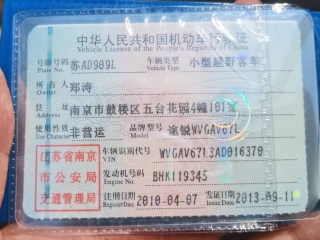 中华人民共和国机动车行驶证
Vehicle License of the People's Republic of China
号牌号码 苏AD909L 车辆类型 小型越野客车
Plate No. Vehicle Type
所有人 郑涛
Owner
住址 南京市鼓楼区五台花园4幢101室
Address
使用性质 非营运 品牌型号 途锐WVGAV67L
Use Character Model
江苏省南京 车辆识别代号 WVGAV67L3AD016370
VIN
市公安局 发动机号码 BHK119345
Engine No.
交通管理局 注册日期 2010-04-07 发证日期 2013-09-11
Register Date Issue Date